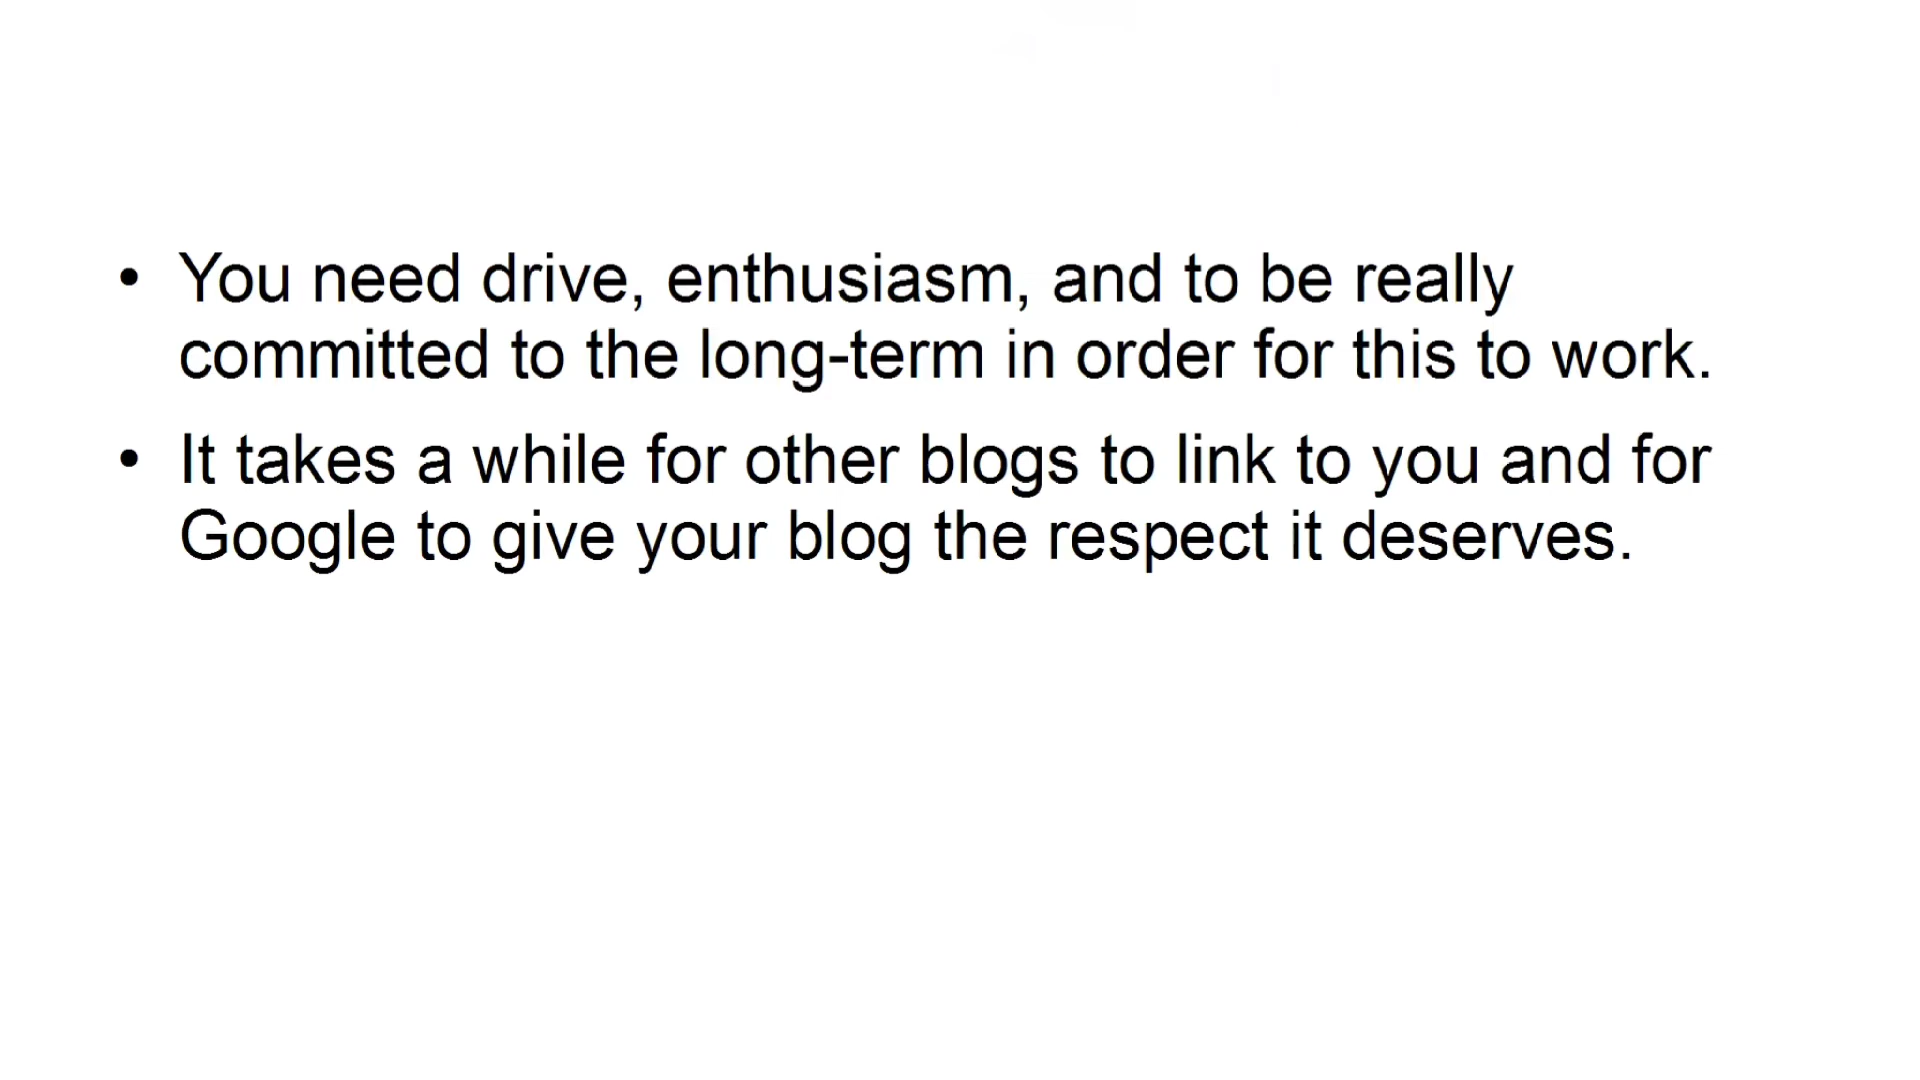 • You need drive, enthusiasm, and to be really
committed to the long-term in order for this to work.
• It takes a while for other blogs to link to you and for
Google to give your blog the respect it deserves.